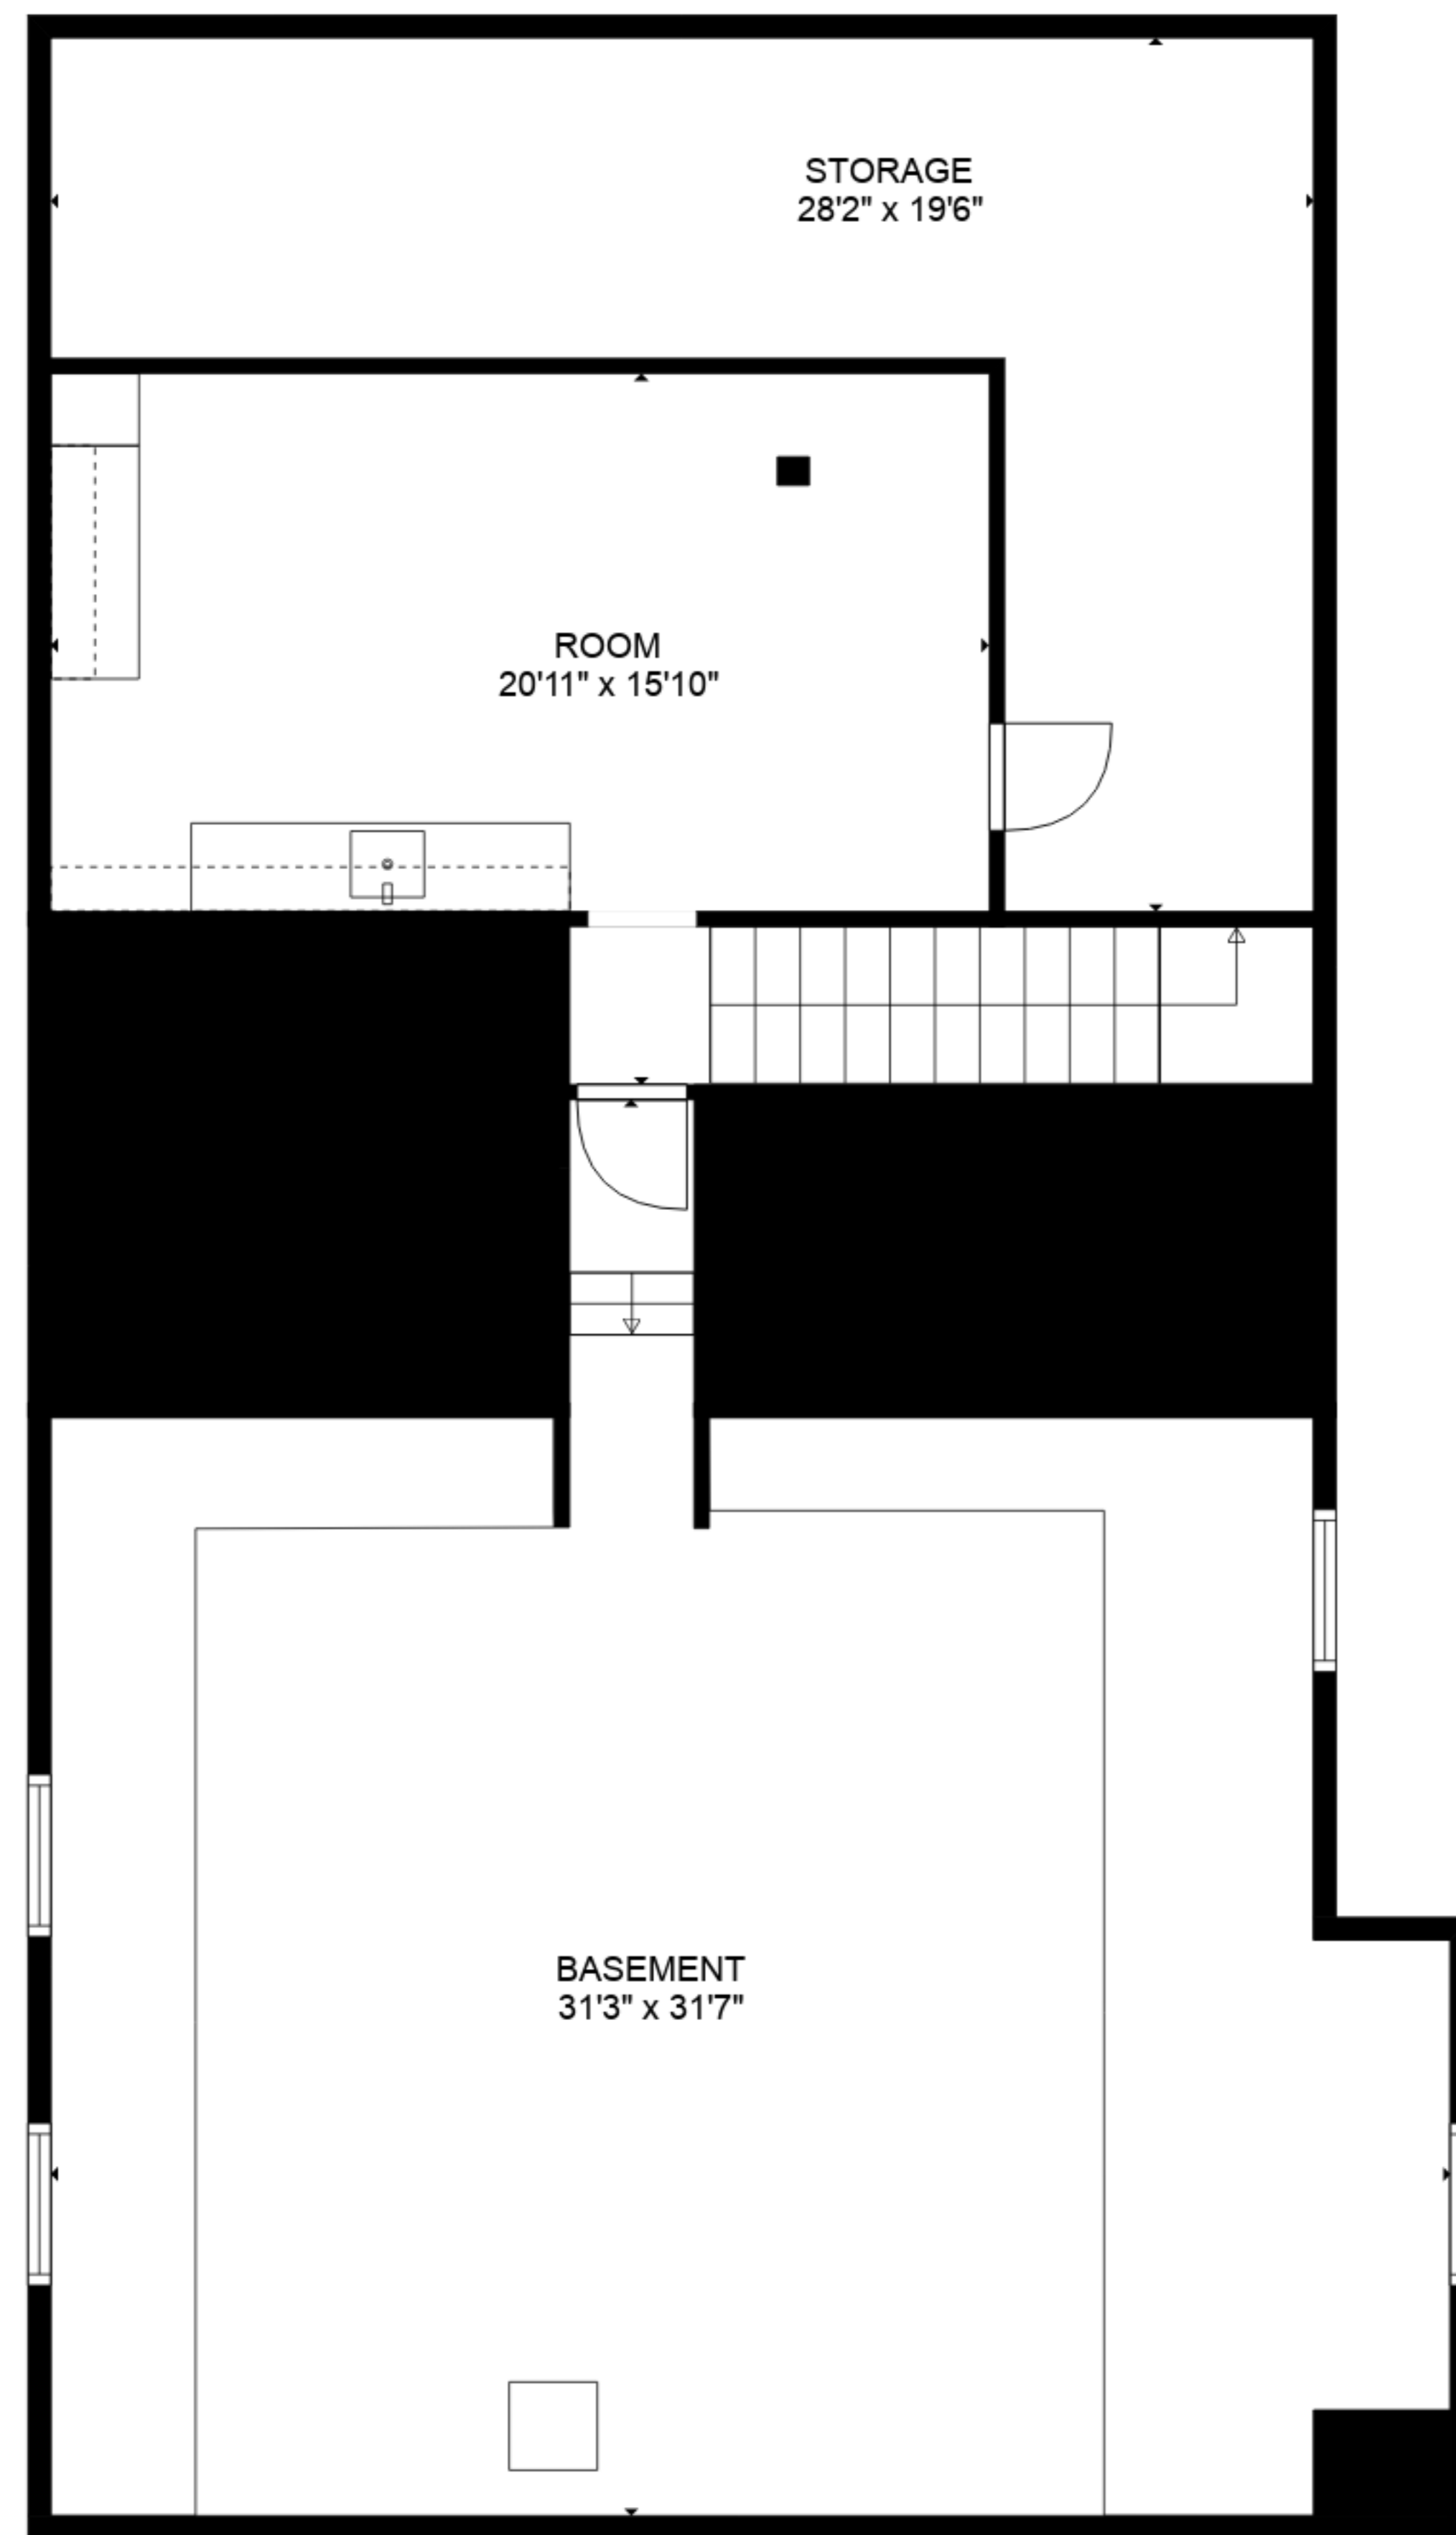 STORAGE
28'2" x 19'6"
ROOM
20'11" x 15'10"
BASEMENT
31'3" x 31'7"